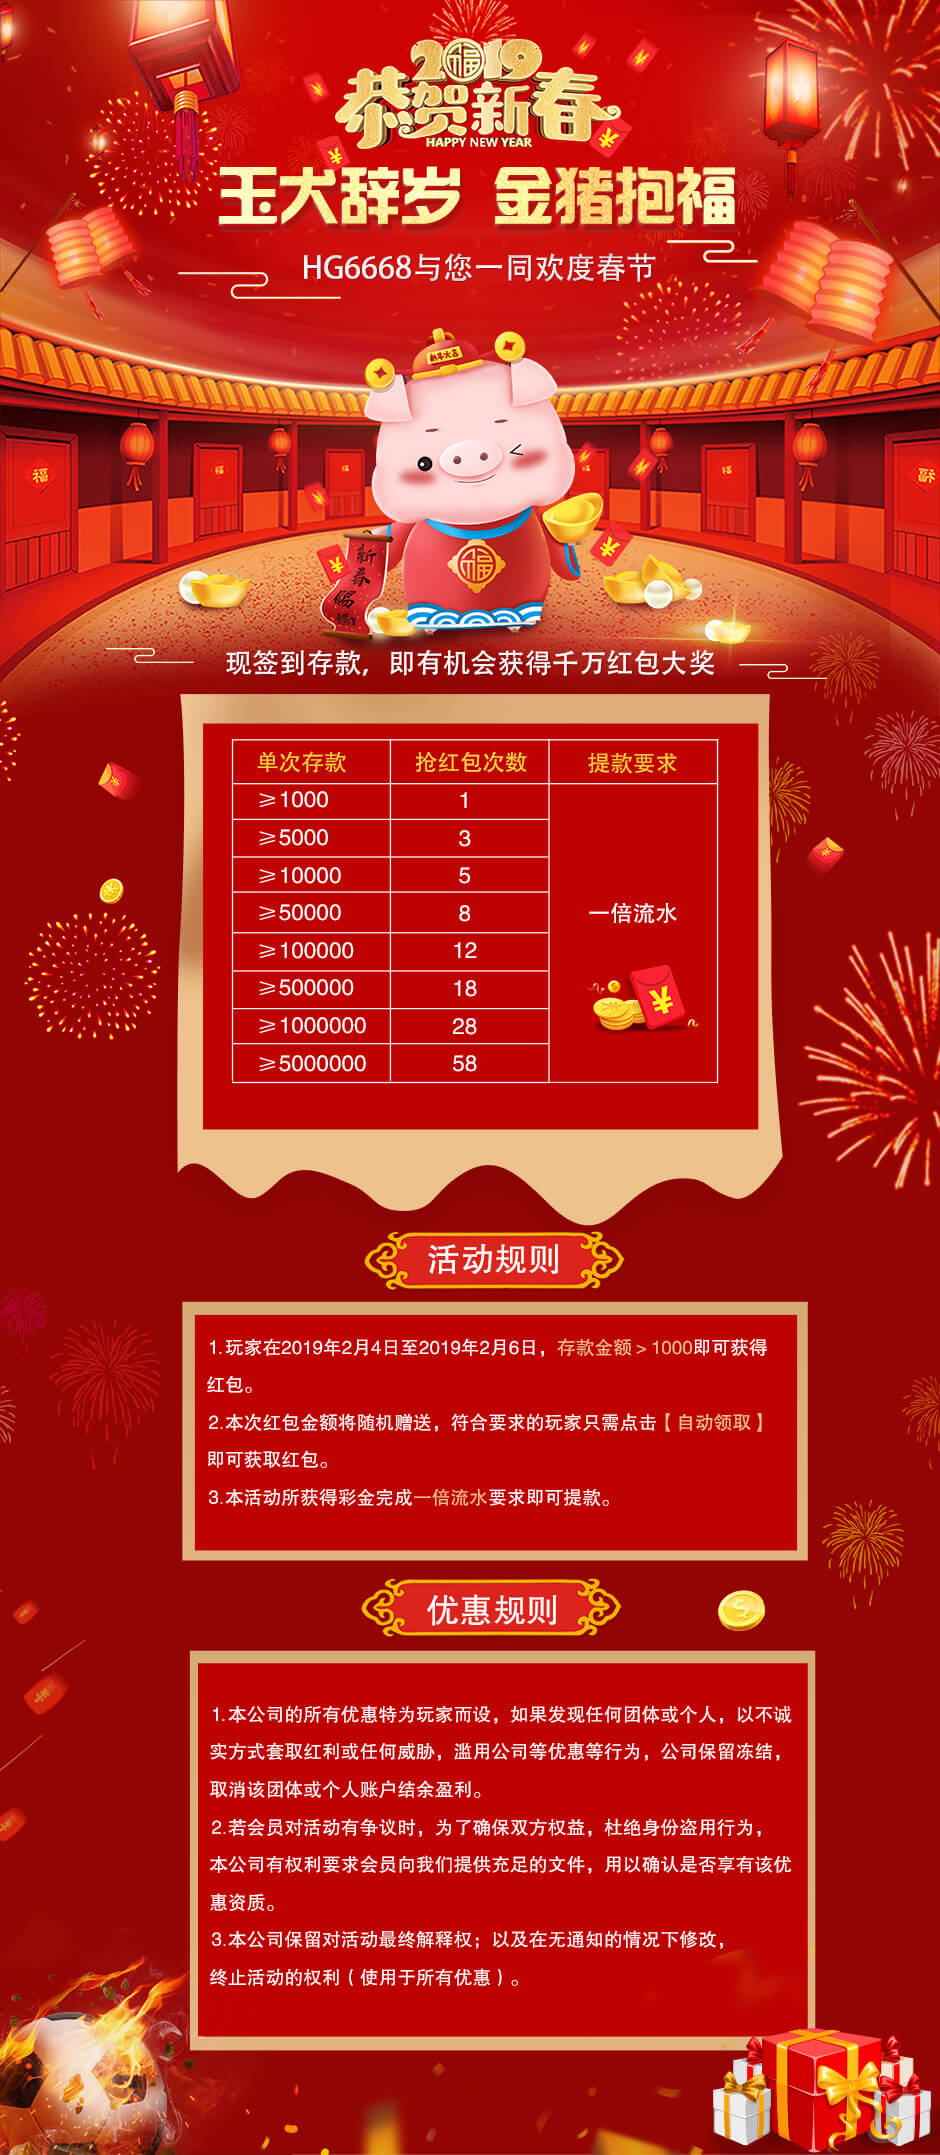 2019
恭贺新春
HAPPY NEW YEAR
玉犬辞岁 金猪抱福
HG6668与您一同欢度春节
福
福
福
福
福
福
新年大吉
福
新春赐福
现签到存款，即有机会获得千万红包大奖
单次存款 抢红包次数 提款要求
≥1000 1
≥5000 3
≥10000 5
≥50000 8 一倍流水
≥100000 12
≥500000 18
≥1000000 28
≥5000000 58
活动规则
1.玩家在2019年2月4日至2019年2月6日，存款金额＞1000即可获得
红包。
2.本次红包金额将随机赠送，符合要求的玩家只需点击【自动领取】
即可获取红包。
3.本活动所获得彩金完成一倍流水要求即可提款。
优惠规则
1.本公司的所有优惠特为玩家而设，如果发现任何团体或个人，以不诚
实方式套取红利或任何威胁，滥用公司等优惠等行为，公司保留冻结，
取消该团体或个人账户结余盈利。
2.若会员对活动有争议时，为了确保双方权益，杜绝身份盗用行为，
本公司有权利要求会员向我们提供充足的文件，用以确认是否享有该优
惠资质。
3.本公司保留对活动最终解释权；以及在无通知的情况下修改，
终止活动的权利（使用于所有优惠）。